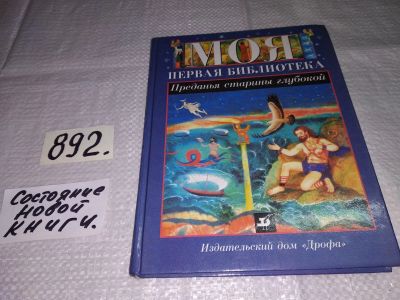 892.
Состояние
новой
книги.
МОЯ
ПЕРВАЯ БИБЛИОТЕКА
Преданья старины глубокой
Издательский дом «Дрофа»